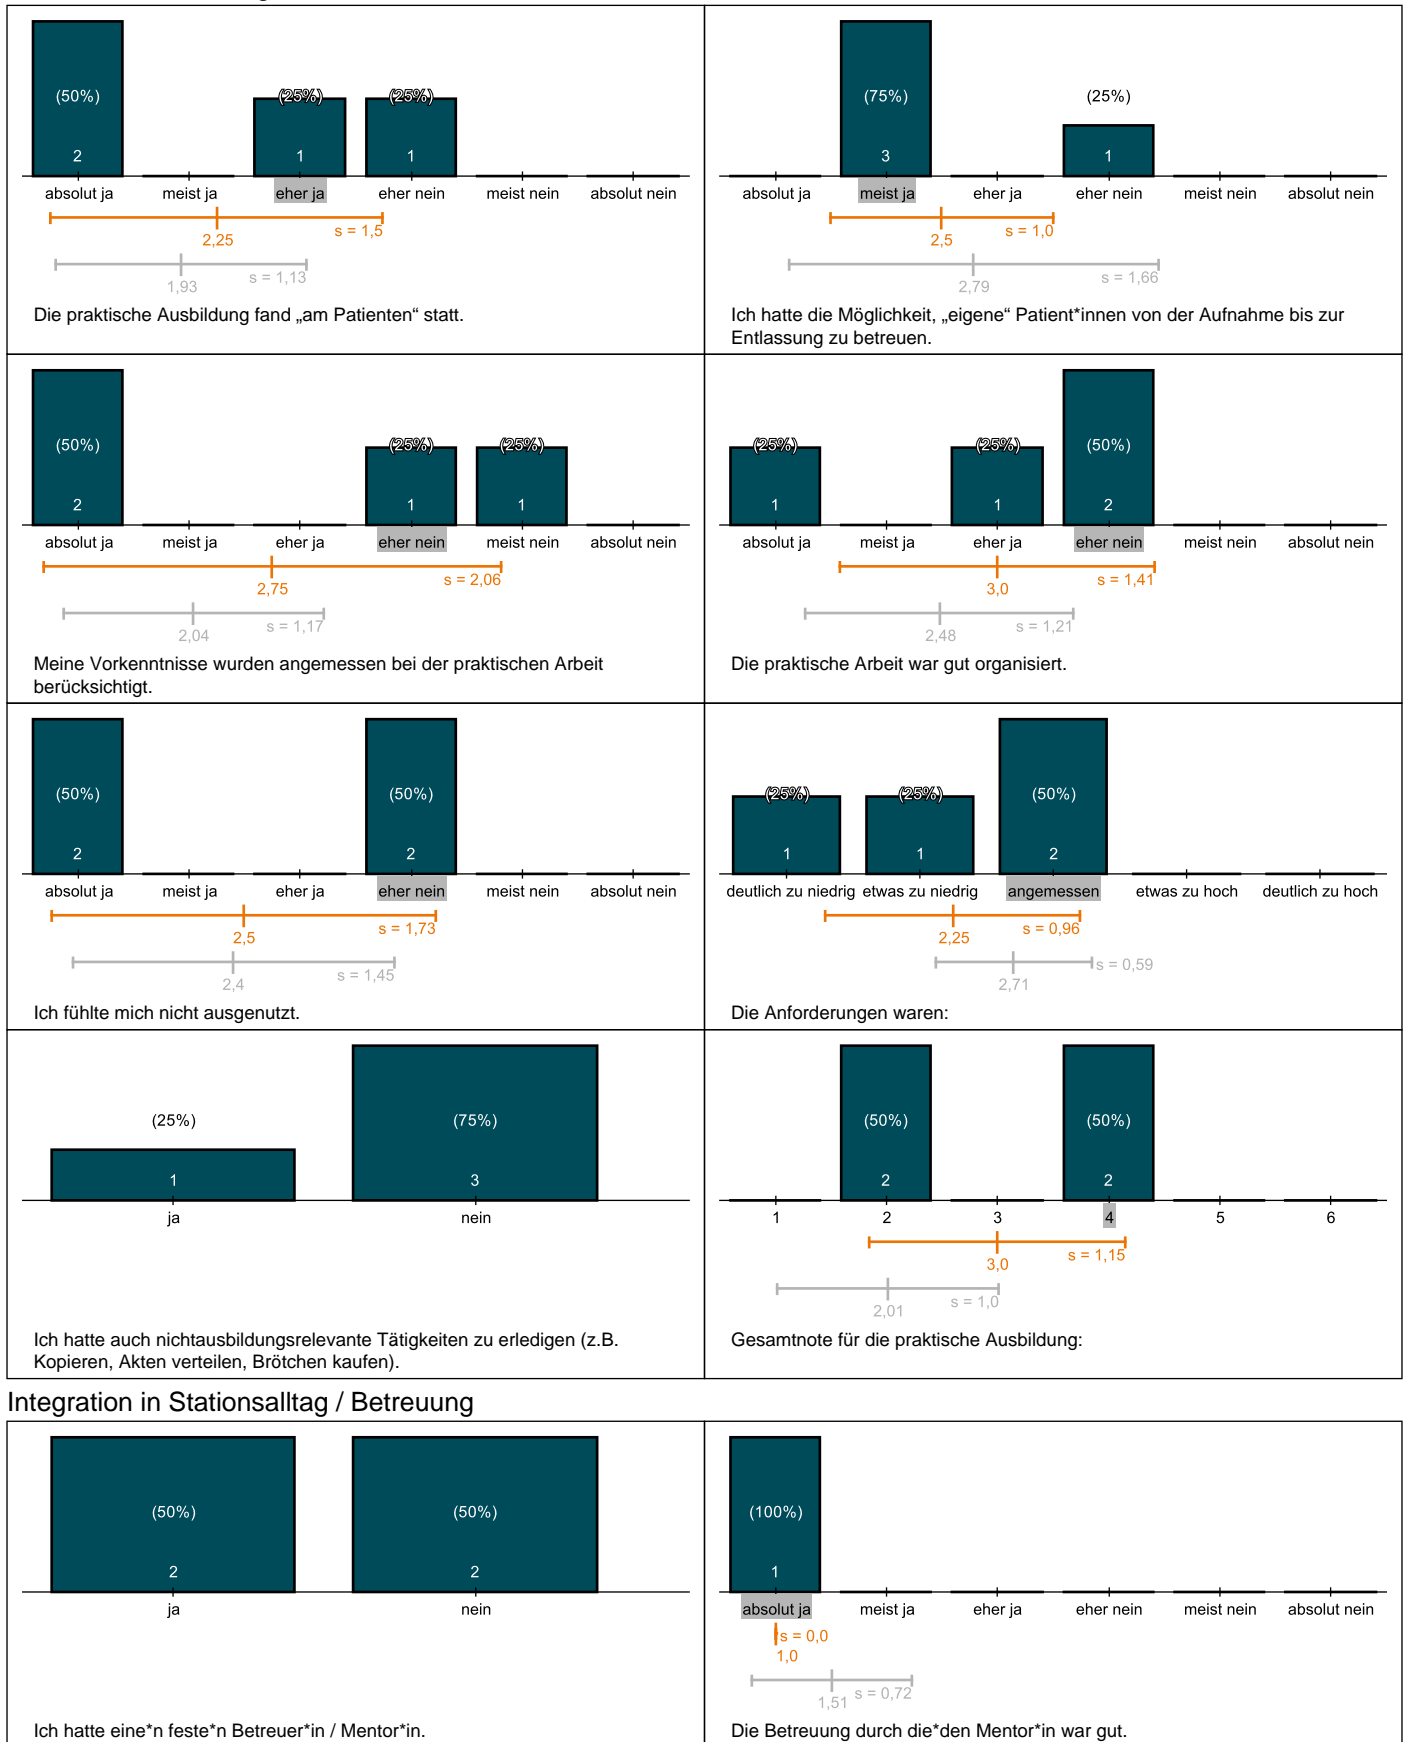 (50%)
(25%)
(25%)
2
1
1
absolut ja meist ja eher ja eher nein meist nein absolut nein
s = 1,5
2,25
s = 1,13
1,93
Die praktische Ausbildung fand „am Patienten“ statt.
(75%)
(25%)
3
1
absolut ja meist ja eher ja eher nein meist nein absolut nein
s = 1,0
2,5
s = 1,66
2,79
Ich hatte die Möglichkeit, „eigene“ Patient*innen von der Aufnahme bis zur
Entlassung zu betreuen.
(50%)
(25%)
(25%)
2
1
1
absolut ja meist ja eher ja eher nein meist nein absolut nein
s = 2,06
2,75
s = 1,17
2,04
Meine Vorkenntnisse wurden angemessen bei der praktischen Arbeit
berücksichtigt.
(25%)
(25%)
(50%)
1
1
2
absolut ja meist ja eher ja eher nein meist nein absolut nein
s = 1,41
3,0
s = 1,21
2,48
Die praktische Arbeit war gut organisiert.
(50%)
(50%)
2
2
absolut ja meist ja eher ja eher nein meist nein absolut nein
s = 1,73
2,5
s = 1,45
2,4
Ich fühlte mich nicht ausgenutzt.
(25%)
(25%)
(50%)
1
1
2
deutlich zu niedrig etwas zu niedrig angemessen etwas zu hoch deutlich zu hoch
s = 0,96
2,25
s = 0,59
2,71
Die Anforderungen waren:
(25%)
(75%)
1
3
ja nein
Ich hatte auch nichtausbildungsrelevante Tätigkeiten zu erledigen (z.B.
Kopieren, Akten verteilen, Brötchen kaufen).
(50%)
(50%)
2
2
1 2 3 4 5 6
s = 1,15
3,0
s = 1,0
2,01
Gesamtnote für die praktische Ausbildung:
Integration in Stationsalltag / Betreuung
(50%)
(50%)
2
2
ja nein
Ich hatte eine*n feste*n Betreuer*in / Mentor*in.
(100%)
1
absolut ja meist ja eher ja eher nein meist nein absolut nein
s = 0,0
1,0
s = 0,72
1,51
Die Betreuung durch die*den Mentor*in war gut.